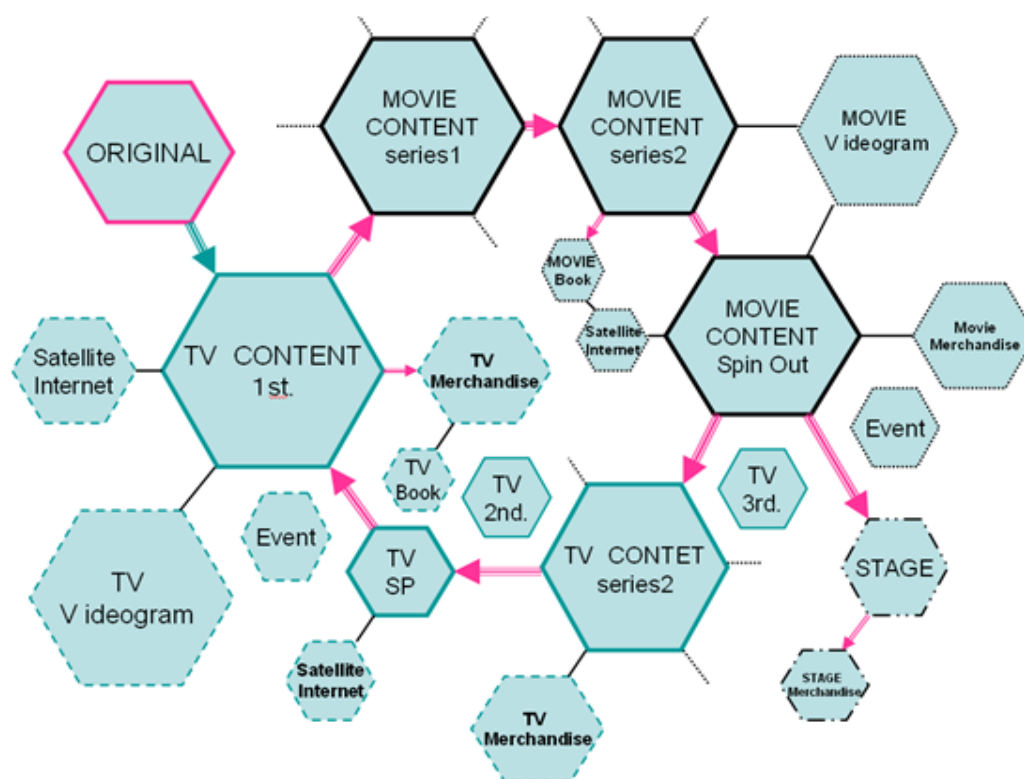 MOVIE
CONTENT
series1
MOVIE
CONTENT
series2
MOVIE
V ideogram
ORIGINAL
MOVIE
Book
Satellite
Internet
MOVIE
CONTENT
Spin Out
Movie
Merchandise
Satellite
Internet
TV CONTENT
1st.
TV
Merchandise
Event
TV
Book
TV
2nd.
TV
3rd.
Event
TV
SP
TV CONTET
series2
STAGE
TV
V ideogram
Satellite
Internet
TV
Merchandise
STAGE
Merchandise